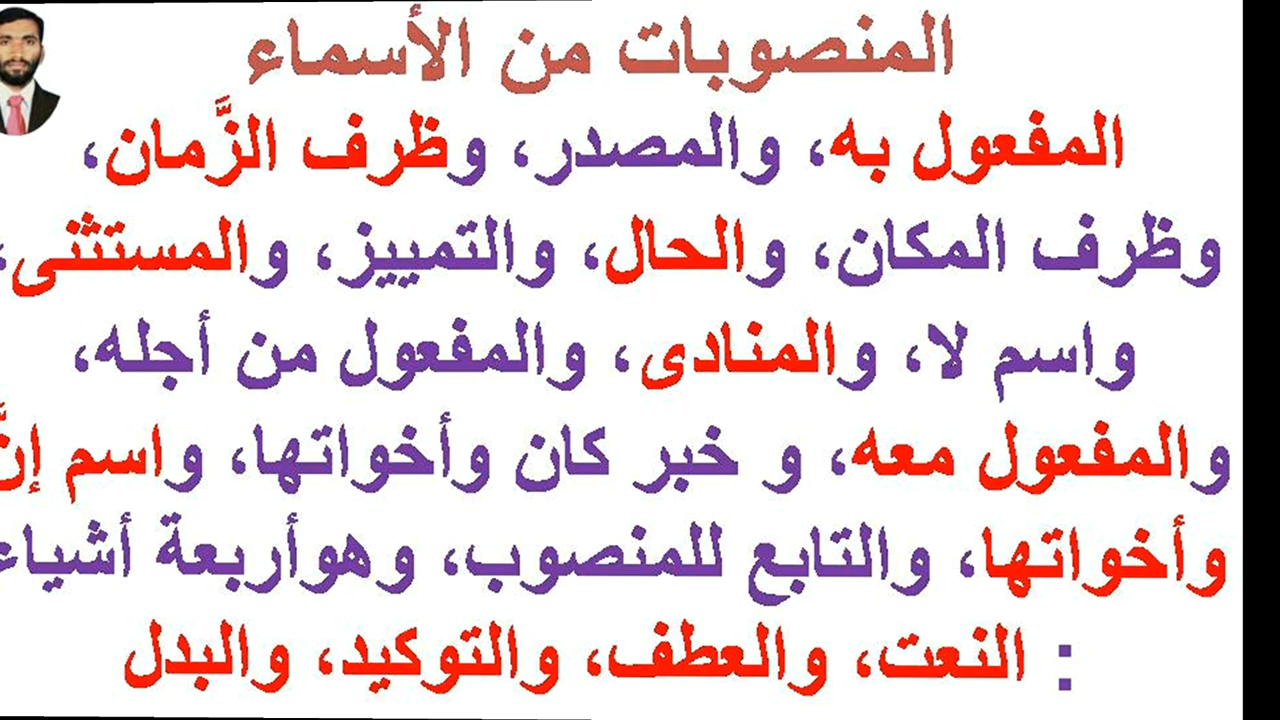 المنصوبات من الأسماء
المفعول به، والمصدر، وظرف الزَّمان،
وظرف المكان، والحال، والتمييز، والمستثنى،
واسم لا، والمنادى، والمفعول من أجله،
والمفعول معه، و خبر كان وأخواتها، واسم إنَّ
وأخواتها، والتابع للمنصوب، وهوأربعة أشياء
: النعت، والعطف، والتوكيد، والبدل